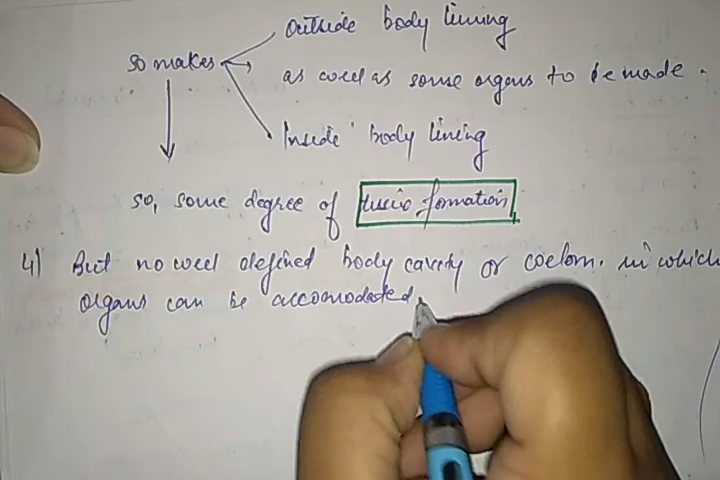 outside body lining
so makes
as well as some organs to be made.
Inside body lining
so, some degree of tissue formation
4) But no well defined body cavity or coelom. in which
organs can be accomodated